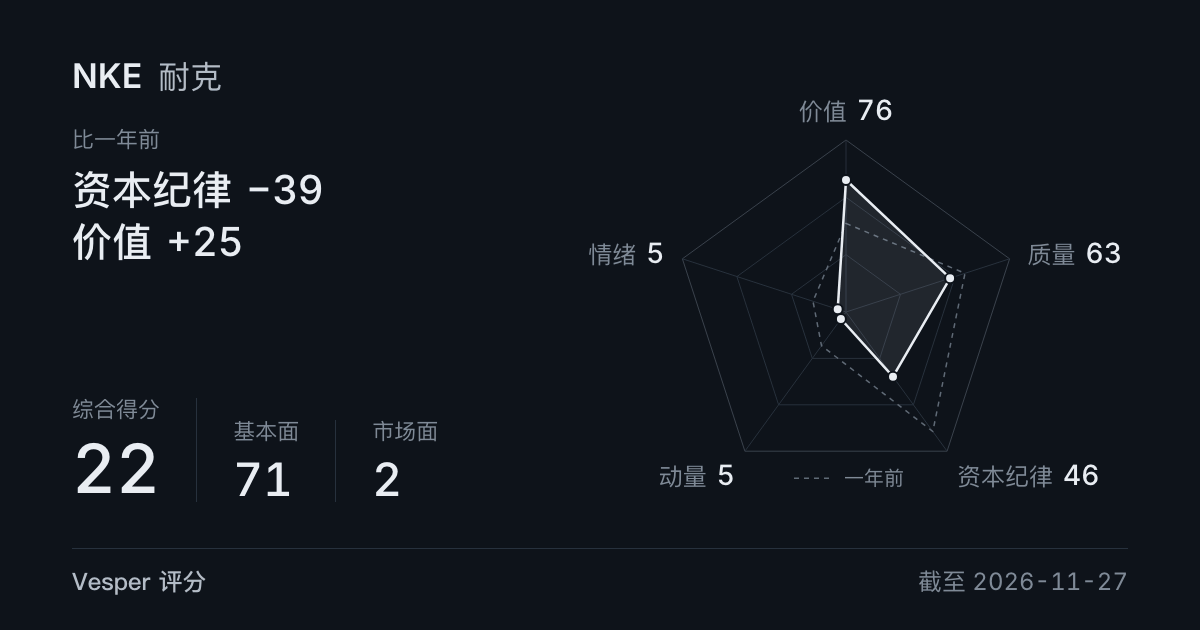 NKE 耐克
比一年前
资本纪律 −39
价值 +25
综合得分
22
基本面
71
市场面
2
价值 76
情绪 5
质量 63
动量 5
一年前
资本纪律 46
Vesper 评分
截至 2026-11-27